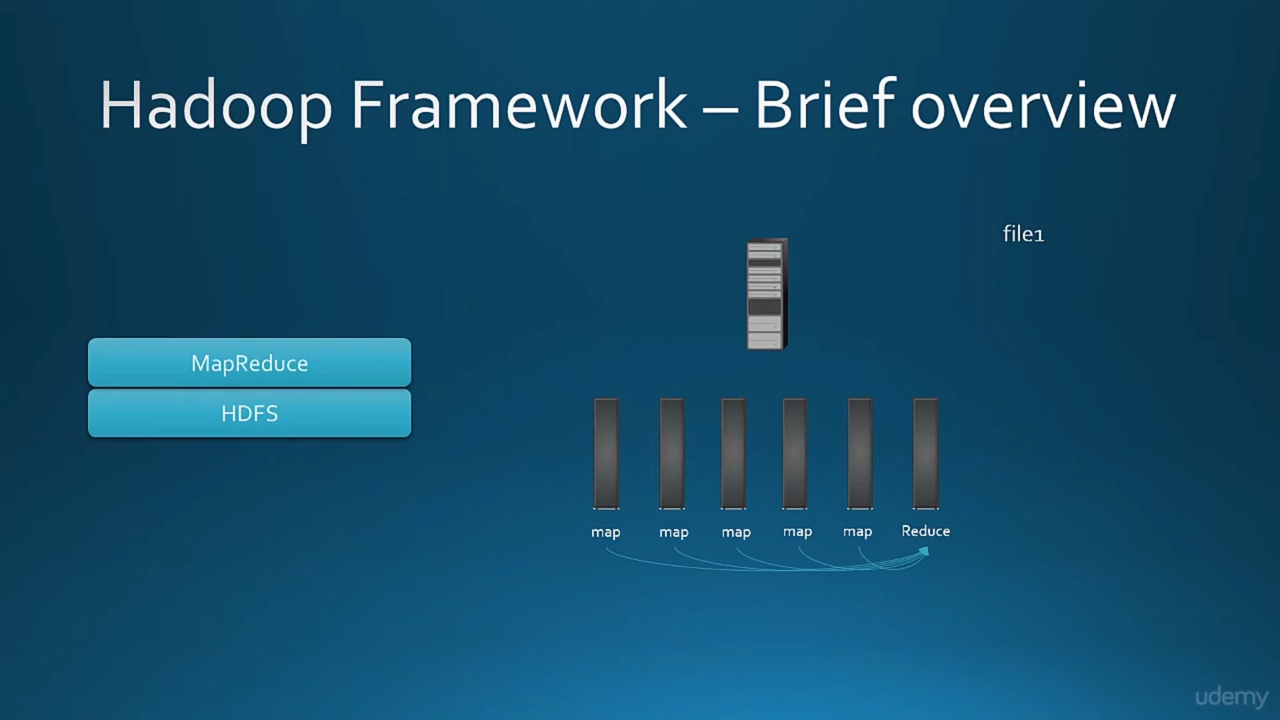 Hadoop Framework – Brief overview
file1
MapReduce
HDFS
map map map map map Reduce
udemy